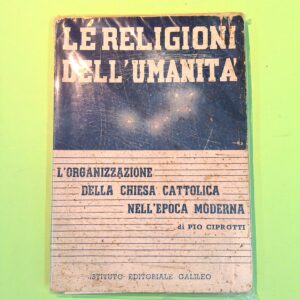 LE RELIGIONI
DELL'UMANITA'
L'ORGANIZZAZIONE
DELLA CHIESA CATTOLICA
NELL'EPOCA MODERNA
di PIO CIPROTTI
ISTITUTO EDITORIALE GALILEO